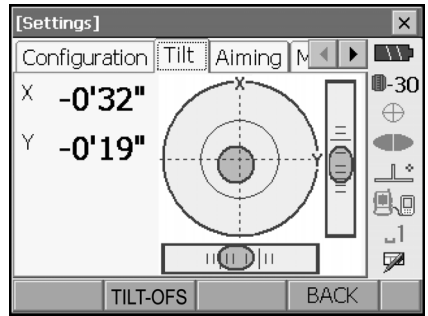 [Settings]
Configuration Tilt Aiming M
X -0'32"
Y -0'19"
X
Y
-30
1
TILT-OFS BACK